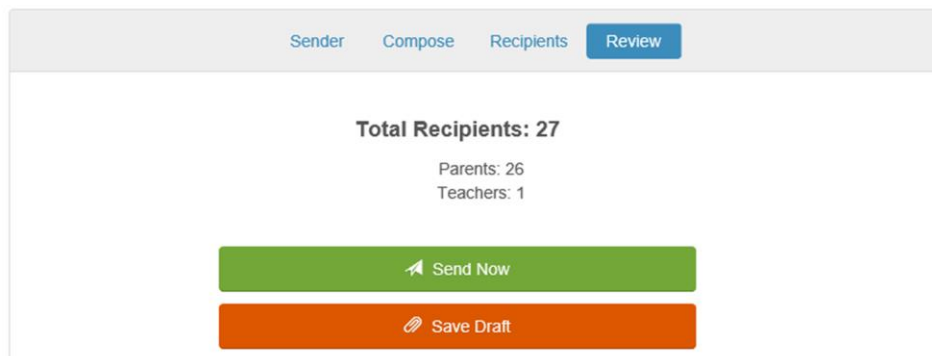 Sender Compose Recipients Review
Total Recipients: 27
Parents: 26
Teachers: 1
Send Now
Save Draft